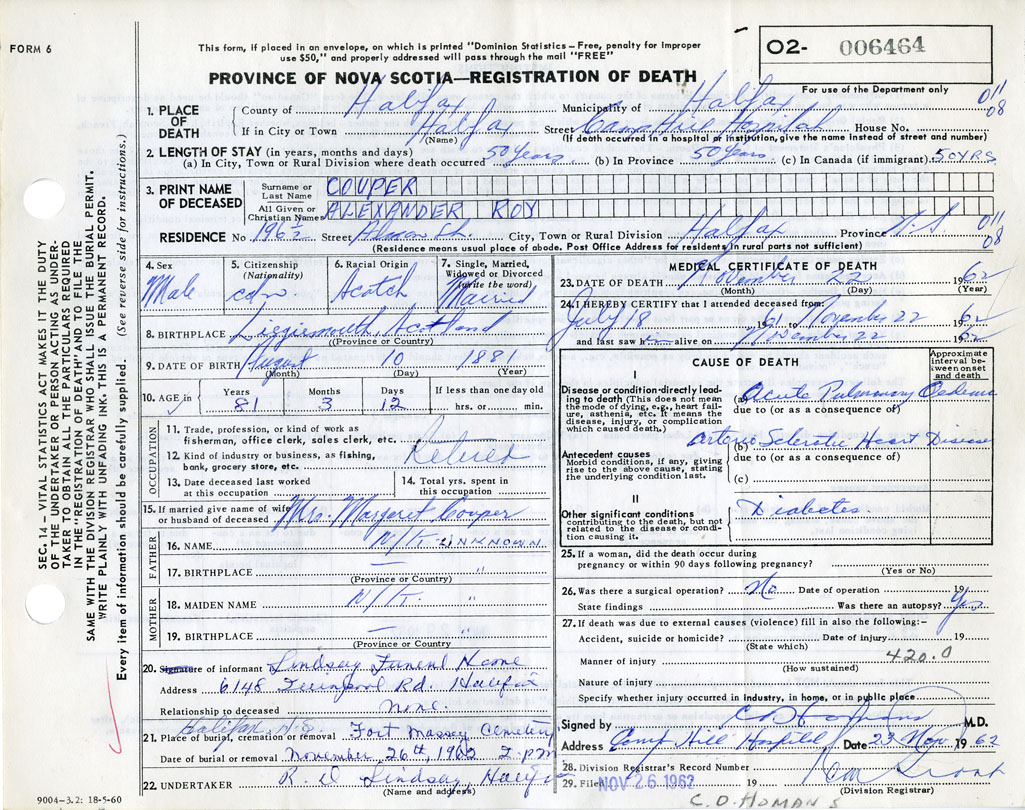 FORM 6
This form, if placed in an envelope, on which is printed "Dominion Statistics—Free, penalty for improper
use $50," and properly addressed will pass through the mail "FREE"
O2- 006464
PROVINCE OF NOVA SCOTIA—REGISTRATION OF DEATH
For use of the Department only
011
08
1. PLACE OF DEATH
County of Halifax Municipality of Halifax
If in City or Town Halifax Street Camp Hill Hospital House No.
(Name) (If death occurred in a hospital or institution, give the name instead of street and number)
2. LENGTH OF STAY (in years, months and days)
(a) In City, Town or Rural Division where death occurred 50 years (b) In Province 50 years (c) In Canada (if immigrant) 50 YRS
3. PRINT NAME OF DECEASED
Surname or Last Name COUPER
All Given or Christian Names ALEXANDER ROY
RESIDENCE No. 196½ Street Almon St. City, Town or Rural Division Halifax Province N.S.
011
08
(Residence means usual place of abode. Post Office Address for residents in rural parts not sufficient)
4. Sex Male
5. Citizenship (Nationality) cdn
6. Racial Origin Scotch
7. Single, Married, Widowed or Divorced (write the word) Married
8. BIRTHPLACE Scotland
(Province or Country)
9. DATE OF BIRTH August 10 1881
(Month) (Day) (Year)
10. AGE in Years 81 Months 3 Days 12 If less than one day old hrs. or min.
OCCUPATION
11. Trade, profession, or kind of work as
fisherman, office clerk, sales clerk, etc. Retired
12. Kind of industry or business, as fishing,
bank, grocery store, etc.
13. Date deceased last worked
at this occupation
14. Total yrs. spent in
this occupation
15. If married give name of wife
or husband of deceased Mrs. Margaret Couper
FATHER
16. NAME N/K. UNKNOWN.
17. BIRTHPLACE — "
(Province or Country)
MOTHER
18. MAIDEN NAME N/K. "
19. BIRTHPLACE — "
(Province or Country)
20. Signature of informant Lindsay Funeral Home
Address 6148 Rd. Halifax
Relationship to deceased None.
Halifax, N.S.
21. Place of burial, cremation or removal Fort Massey Cemetery
Date of burial or removal November 26th, 1962 2 pm
22. UNDERTAKER R. D Lindsay, Halifax
(Name and address)
9004-3.2: 18-5-60
MEDICAL CERTIFICATE OF DEATH
23. DATE OF DEATH November 22 1962
(Month) (Day) (Year)
24. I HEREBY CERTIFY that I attended deceased from:
July 18 1961 to November 22 1962
and last saw him alive on November 22 1962
CAUSE OF DEATH
Approximate interval between onset and death
I
Disease or condition directly leading
to death (This does not mean
the mode of dying, e.g., heart failure,
asthenia, etc. It means the
disease, injury, or complication
which caused death.)
(a) Acute Pulmonary Oedema
due to (or as a consequence of)
Arterio Sclerotic Heart Disease
(b)
due to (or as a consequence of)
(c)
Antecedent causes
Morbid conditions, if any, giving
rise to the above cause, stating
the underlying condition last.
II
Other significant conditions
contributing to the death, but not
related to the disease or condition
causing it.
Diabetes.
25. If a woman, did the death occur during
pregnancy or within 90 days following pregnancy?
(Yes or No)
26. Was there a surgical operation? No Date of operation 19
State findings Was there an autopsy? Yes
27. If death was due to external causes (violence) fill in also the following:-
Accident, suicide or homicide? Date of injury 19
(State which)
420.0
Manner of injury
(How sustained)
Nature of injury
Specify whether injury occurred in industry, in home, or in public place
Signed by C D Homans M.D.
Address Camp Hill Hospital Date 23 Nov 1962
28. Division Registrar's Record Number
29. Filed NOV 26 1962 19
(Division Registrar)
C.D. HOMANS
SEC. 14— VITAL STATISTICS ACT MAKES IT THE DUTY
OF THE UNDERTAKER OR PERSON ACTING AS UNDERTAKER
TO OBTAIN ALL THE PARTICULARS REQUIRED
IN THE "REGISTRATION OF DEATH" AND TO FILE THE
SAME WITH THE DIVISION REGISTRAR WHO SHALL ISSUE THE BURIAL PERMIT.
WRITE PLAINLY WITH UNFADING INK. THIS IS A PERMANENT RECORD.
Every item of information should be carefully supplied. (See reverse side for instructions.)